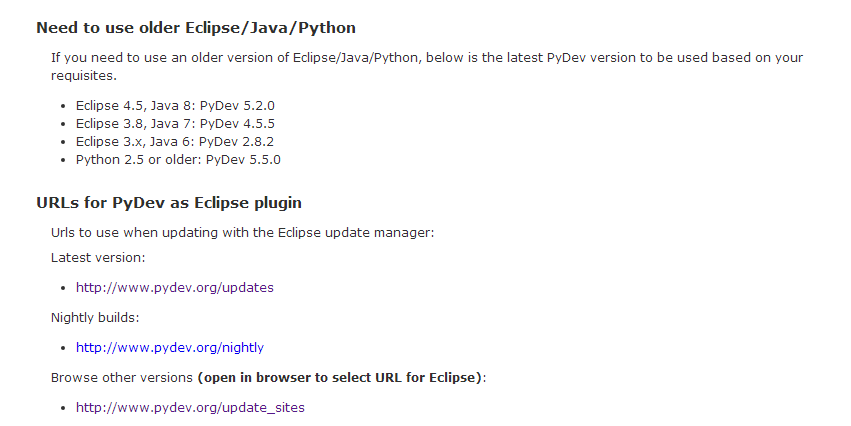 Need to use older Eclipse/Java/Python
If you need to use an older version of Eclipse/Java/Python, below is the latest PyDev version to be used based on your
requisites.
• Eclipse 4.5, Java 8: PyDev 5.2.0
• Eclipse 3.8, Java 7: PyDev 4.5.5
• Eclipse 3.x, Java 6: PyDev 2.8.2
• Python 2.5 or older: PyDev 5.5.0
URLs for PyDev as Eclipse plugin
Urls to use when updating with the Eclipse update manager:
Latest version:
• http://www.pydev.org/updates
Nightly builds:
• http://www.pydev.org/nightly
Browse other versions (open in browser to select URL for Eclipse):
• http://www.pydev.org/update_sites